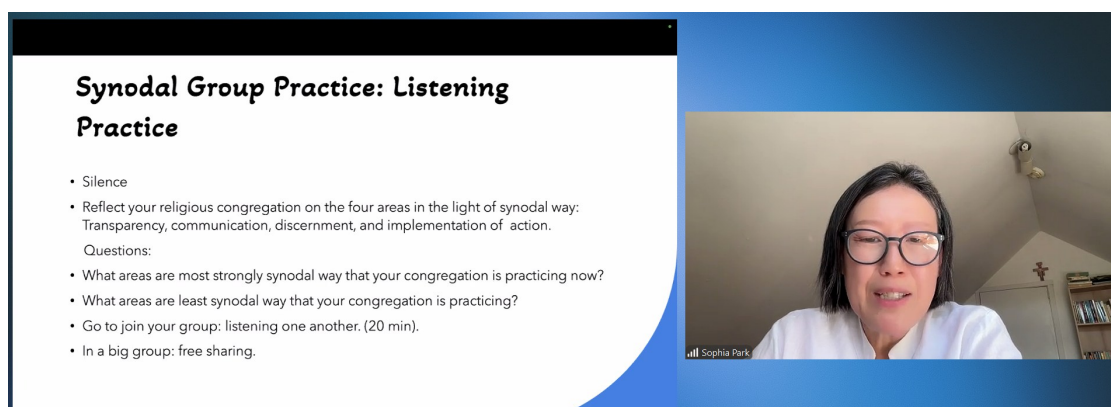 Synodal Group Practice: Listening
Practice
• Silence
• Reflect your religious congregation on the four areas in the light of synodal way:
Transparency, communication, discernment, and implementation of action.
Questions:
• What areas are most strongly synodal way that your congregation is practicing now?
• What areas are least synodal way that your congregation is practicing?
• Go to join your group: listening one another. (20 min).
• In a big group: free sharing.
Sophia Park